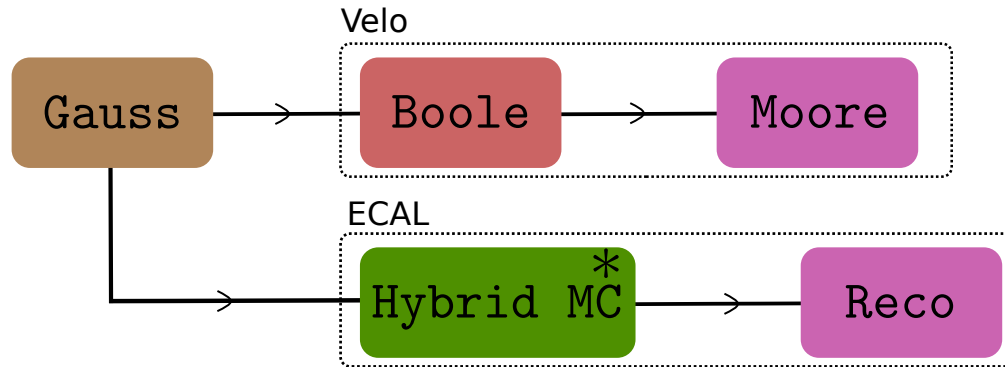 Velo
Gauss
Boole
Moore
ECAL
Hybrid MC*
Reco